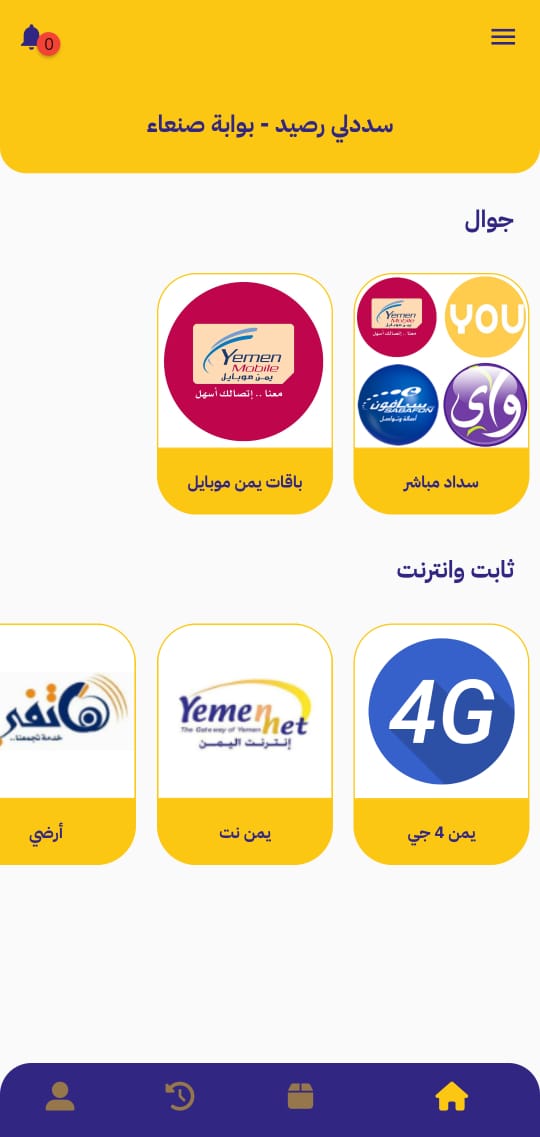 0
سددلي رصيد - بوابة صنعاء
جوال
Yemen
Mobile
يمن موبايل
معنا .. إتصالك أسهل
YOU
سبأفون
SABAFON
أصالة وتواصل
واي
سداد مباشر
Yemen
Mobile
يمن موبايل
معنا .. إتصالك أسهل
باقات يمن موبايل
ثابت وانترنت
4G
يمن 4 جي
Yemen net
The Gateway of Yemen
إنترنت اليمن
يمن نت
خدمة تجمعنا..
أرضي